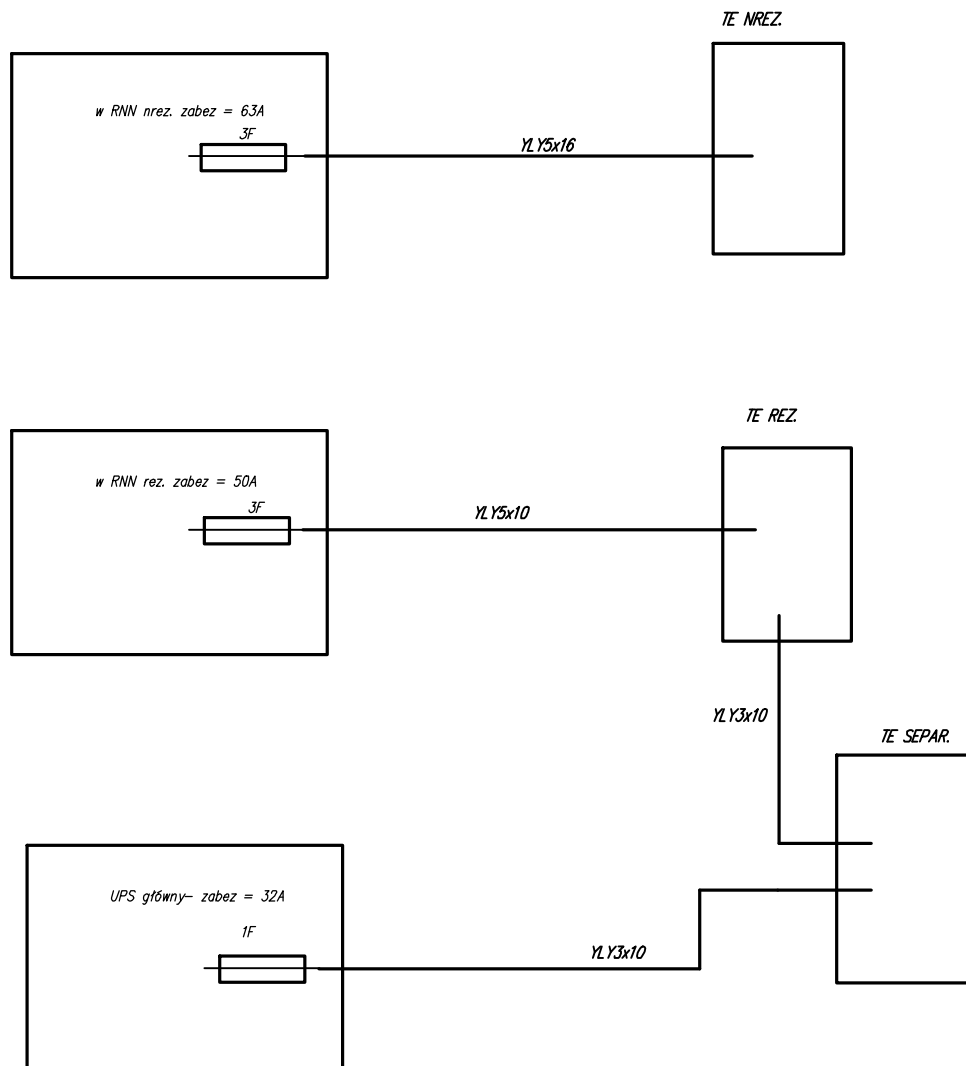 TE NREZ.
w RNN nrez. zabez = 63A
3F
YLY5x16
TE REZ.
w RNN rez. zabez = 50A
3F
YLY5x10
YLY3x10
TE SEPAR.
UPS główny- zabez = 32A
1F
YLY3x10